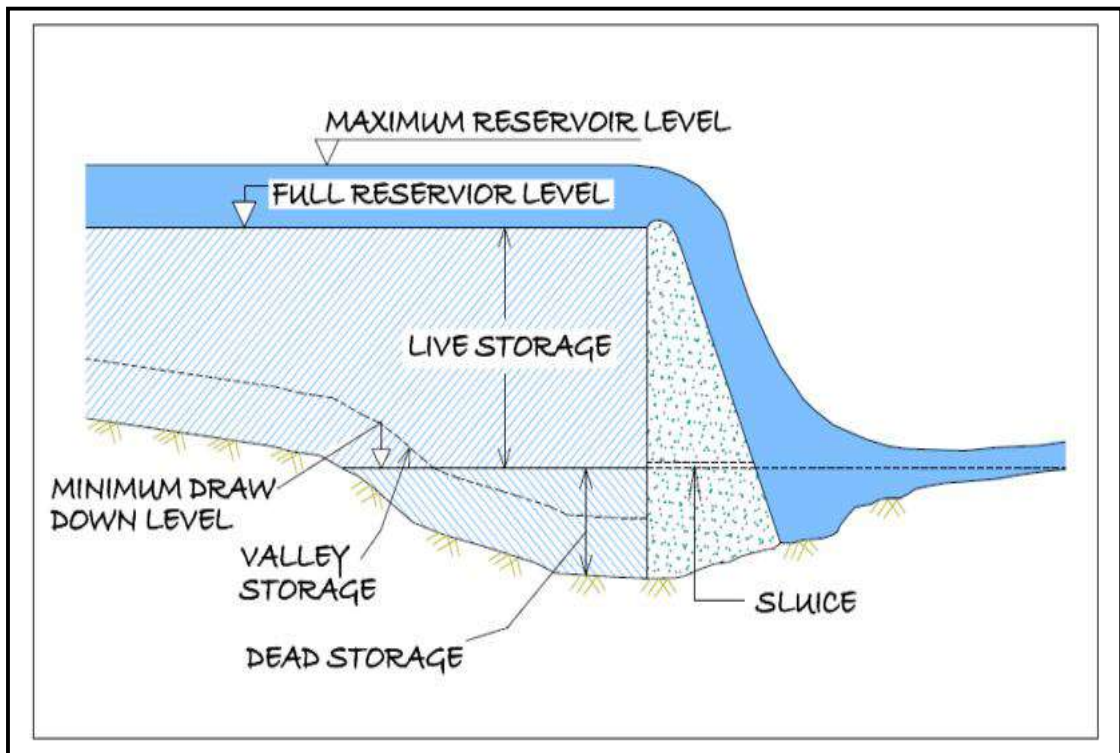 MAXIMUM RESERVOIR LEVEL
FULL RESERVIOR LEVEL
LIVE STORAGE
MINIMUM DRAW
DOWN LEVEL
VALLEY
STORAGE
SLUICE
DEAD STORAGE